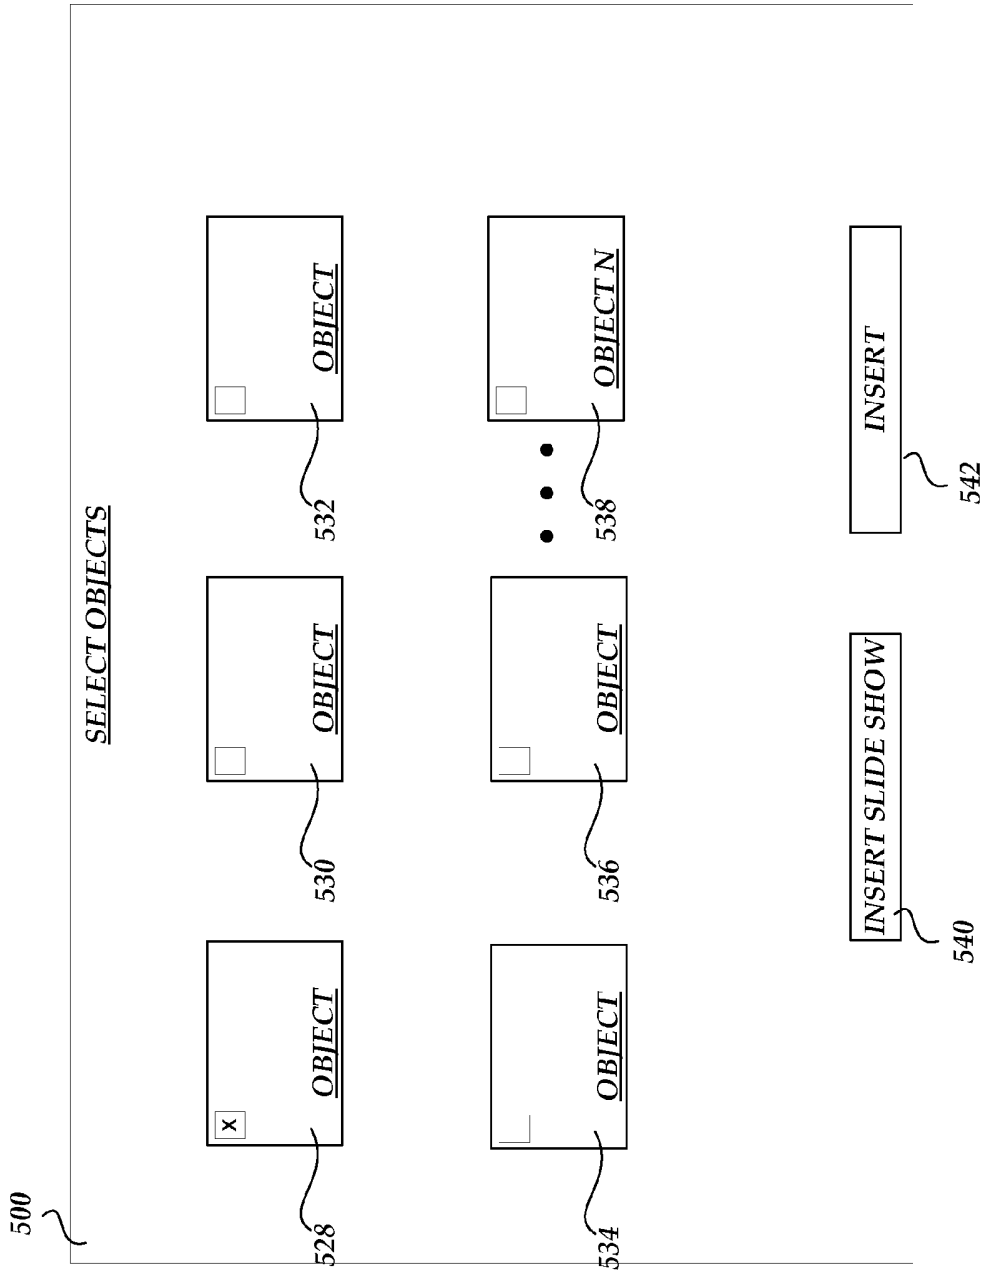 500
SELECT OBJECTS
X
OBJECT
528
OBJECT
530
OBJECT
532
OBJECT
534
OBJECT
536
OBJECT N
538
INSERT SLIDE SHOW
540
INSERT
542